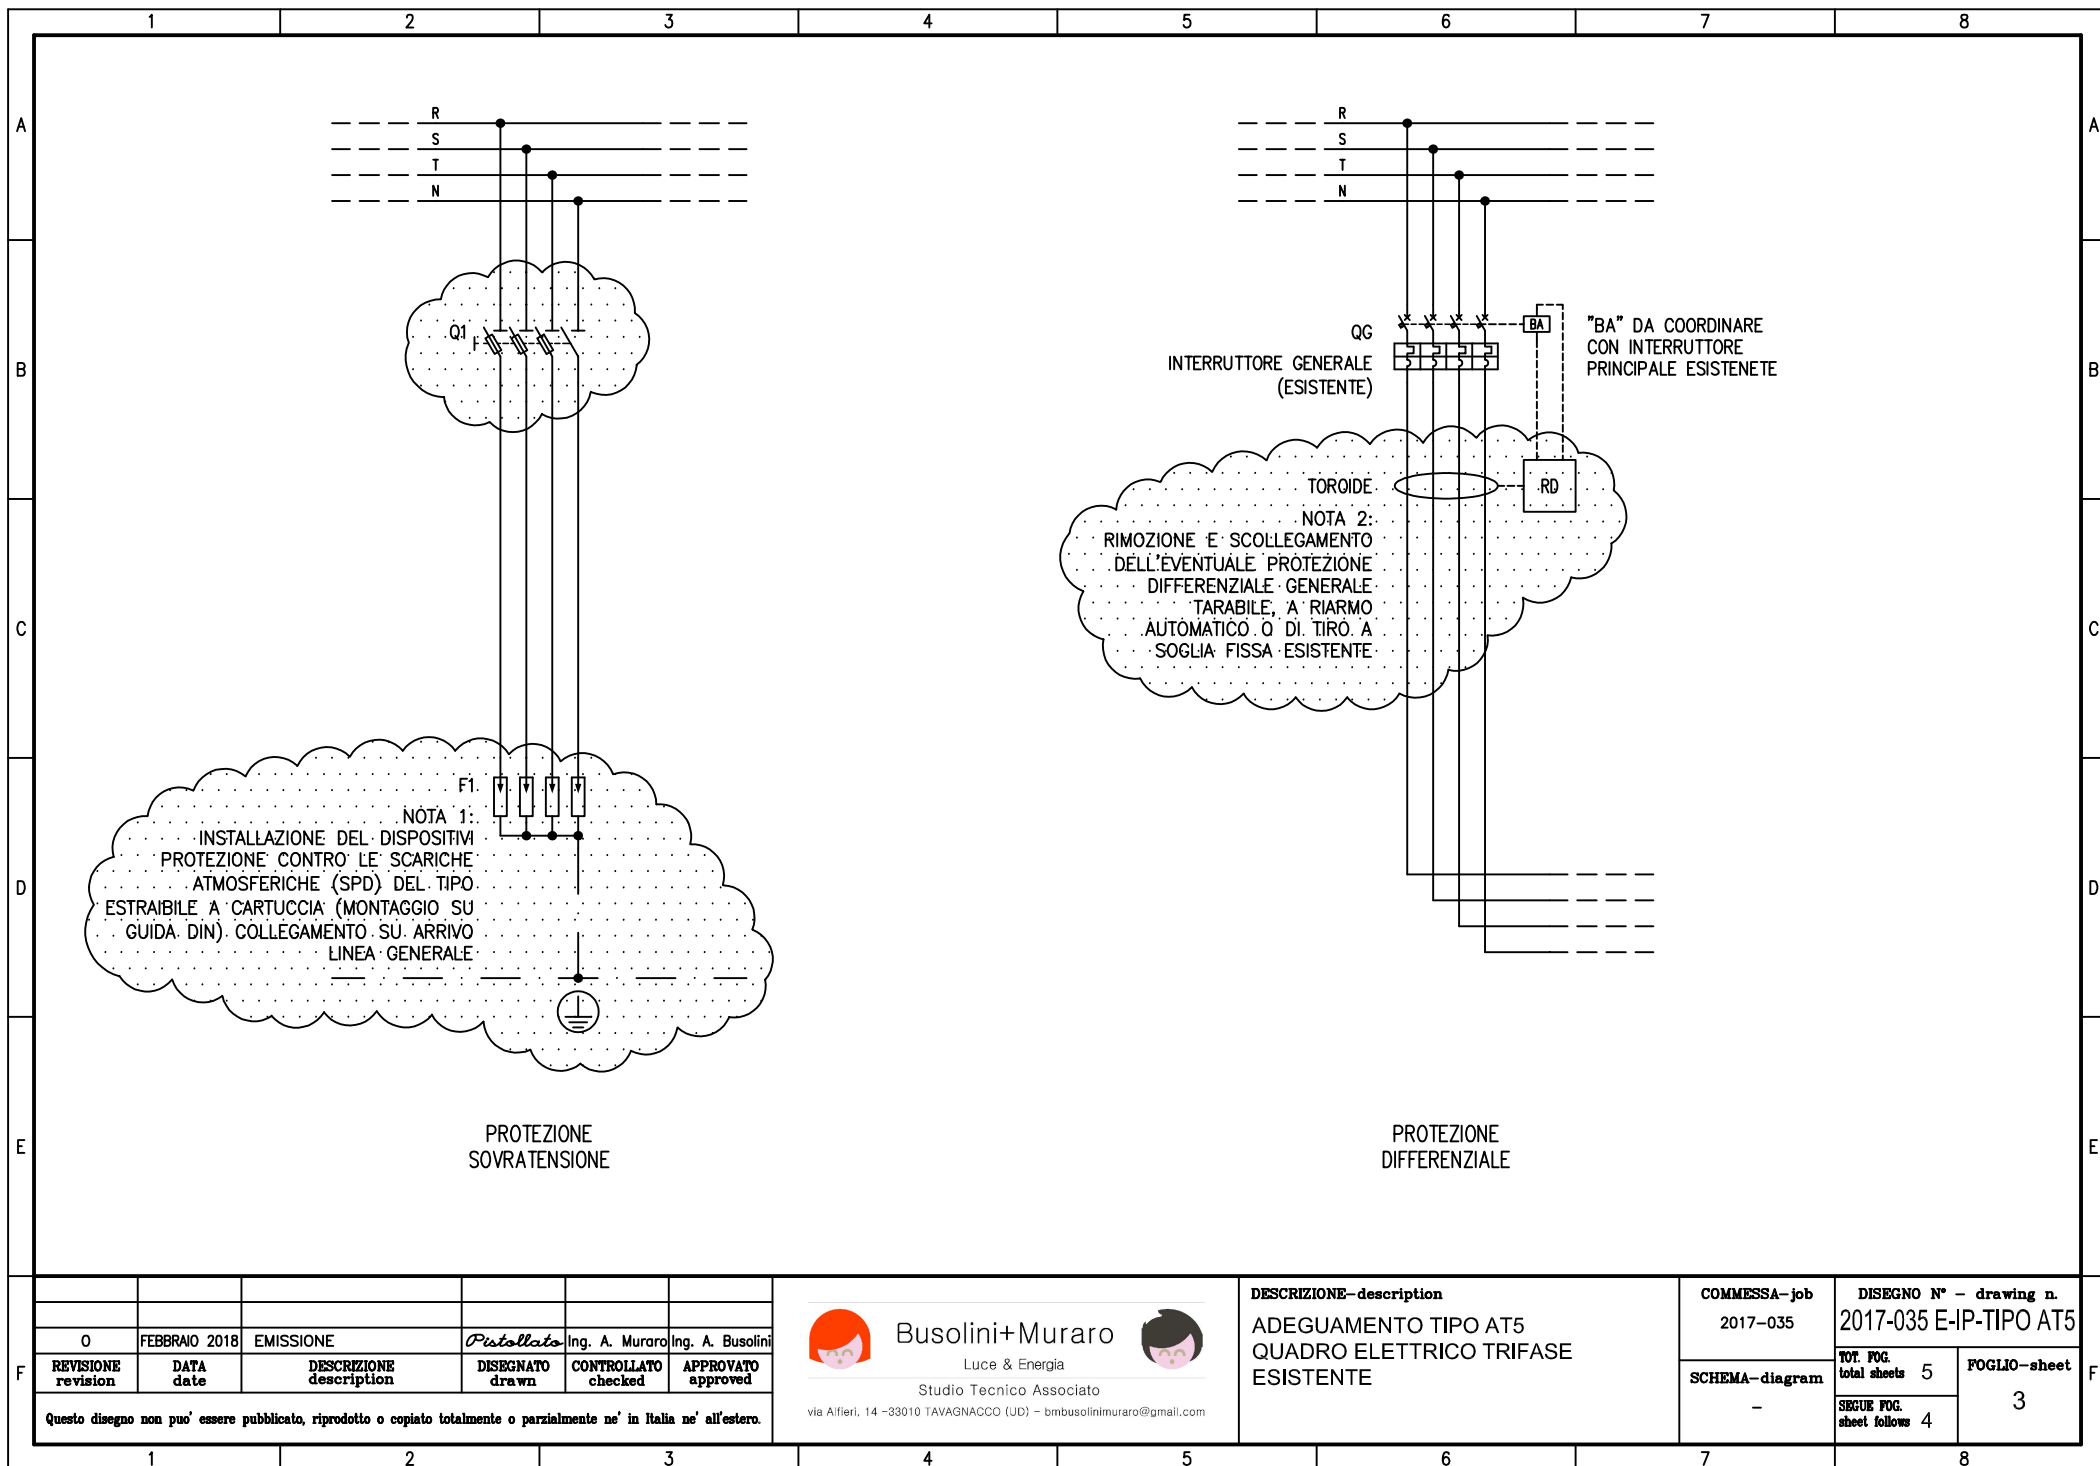 1 2 3 4 5 6 7 8
A A
B B
C C
D D
E E
F F
R
S
T
N
Q1
F1
NOTA 1:
INSTALLAZIONE DEL DISPOSITIVI
PROTEZIONE CONTRO LE SCARICHE
ATMOSFERICHE (SPD) DEL TIPO
ESTRAIBILE A CARTUCCIA (MONTAGGIO SU
GUIDA DIN) COLLEGAMENTO SU ARRIVO
LINEA GENERALE
PROTEZIONE
SOVRATENSIONE
R
S
T
N
QG
INTERRUTTORE GENERALE
(ESISTENTE)
BA
"BA" DA COORDINARE
CON INTERRUTTORE
PRINCIPALE ESISTENETE
TOROIDE
RD
NOTA 2:
RIMOZIONE E SCOLLEGAMENTO
DELL'EVENTUALE PROTEZIONE
DIFFERENZIALE GENERALE
TARABILE, A RIARMO
AUTOMATICO O DI TIRO A
SOGLIA FISSA ESISTENTE
PROTEZIONE
DIFFERENZIALE
0 FEBBRAIO 2018 EMISSIONE Pistollato Ing. A. Muraro Ing. A. Busolini
REVISIONE DATA DESCRIZIONE DISEGNATO CONTROLLATO APPROVATO
revision date description drawn checked approved
Questo disegno non puo' essere pubblicato, riprodotto o copiato totalmente o parzialmente ne' in Italia ne' all'estero.
Busolini+Muraro
Luce & Energia
Studio Tecnico Associato
via Alfieri, 14 -33010 TAVAGNACCO (UD) - bmbusolinimuraro@gmail.com
DESCRIZIONE-description
ADEGUAMENTO TIPO AT5
QUADRO ELETTRICO TRIFASE
ESISTENTE
COMMESSA-job
2017-035
SCHEMA-diagram
-
DISEGNO N° - drawing n.
2017-035 E-IP-TIPO AT5
TOT. FOG.
total sheets 5
SEGUE FOG.
sheet follows 4
FOGLIO-sheet
3
1 2 3 4 5 6 7 8